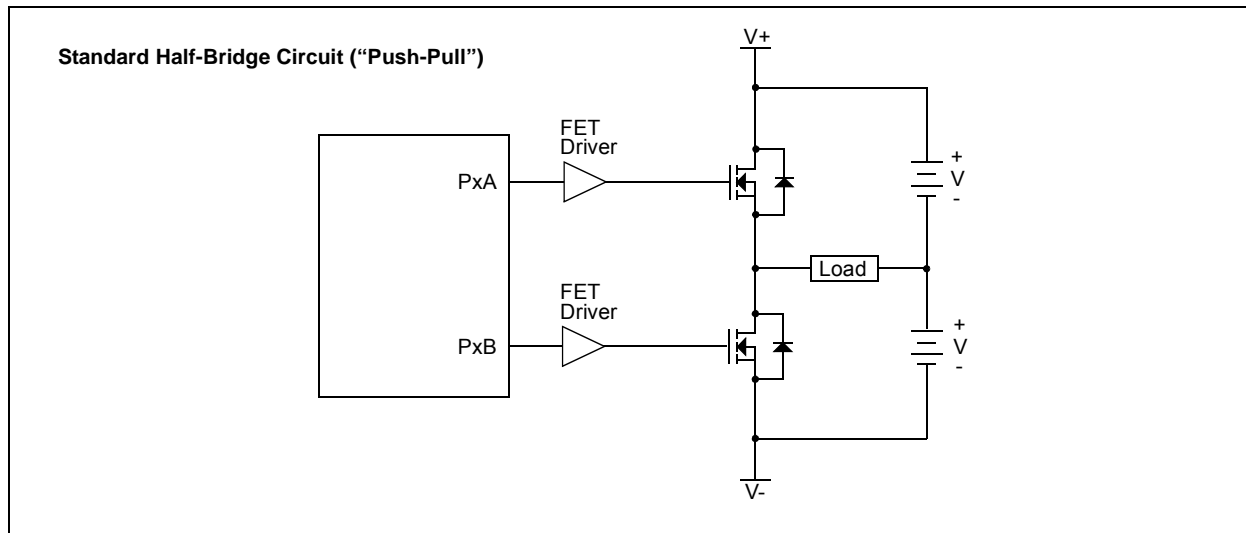 Standard Half-Bridge Circuit (“Push-Pull”)
V+
FET
Driver
PxA
+
V
-
Load
FET
Driver
PxB
+
V
-
V-